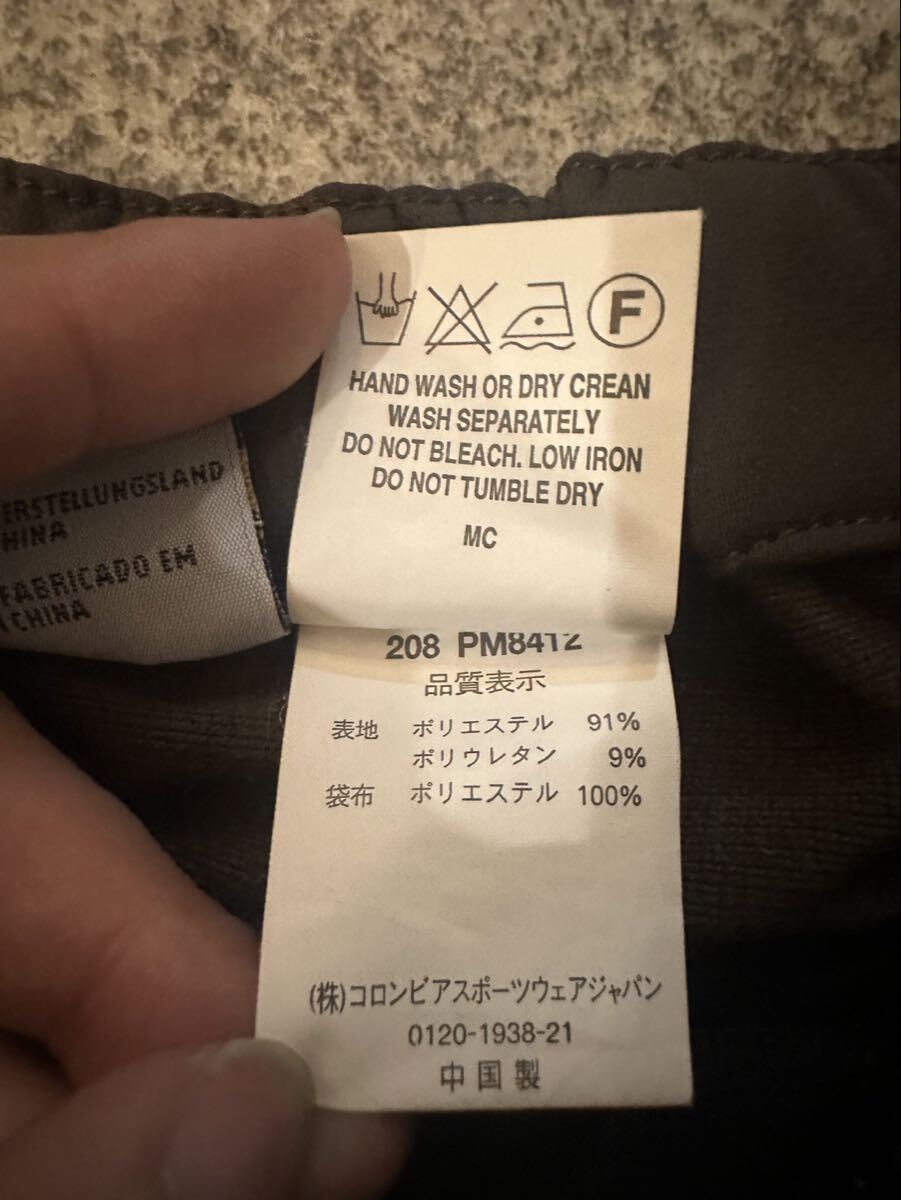 F
HAND WASH OR DRY CREAN
WASH SEPARATELY
DO NOT BLEACH. LOW IRON
DO NOT TUMBLE DRY
MC
ERSTELLUNGSLAND
HINA
FABRICADO EM
CHINA
208 PM8412
品質表示
表地 ポリエステル 91%
ポリウレタン 9%
袋布 ポリエステル 100%
(株)コロンビアスポーツウェアジャパン
0120-1938-21
中国製